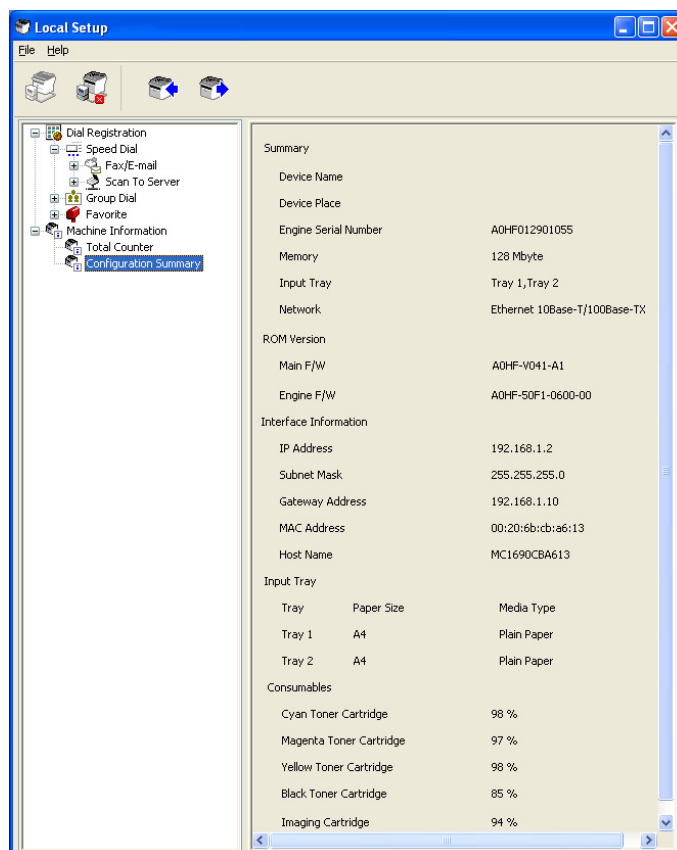 Local Setup
File Help
Dial Registration
Speed Dial
Fax/E-mail
Scan To Server
Group Dial
Favorite
Machine Information
Total Counter
Configuration Summary
Summary
Device Name
Device Place
Engine Serial Number A0HF012901055
Memory 128 Mbyte
Input Tray Tray 1,Tray 2
Network Ethernet 10Base-T/100Base-TX
ROM Version
Main F/W A0HF-V041-A1
Engine F/W A0HF-50F1-0600-00
Interface Information
IP Address 192.168.1.2
Subnet Mask 255.255.255.0
Gateway Address 192.168.1.10
MAC Address 00:20:6b:cb:a6:13
Host Name MC1690CBA613
Input Tray
Tray Paper Size Media Type
Tray 1 A4 Plain Paper
Tray 2 A4 Plain Paper
Consumables
Cyan Toner Cartridge 98 %
Magenta Toner Cartridge 97 %
Yellow Toner Cartridge 98 %
Black Toner Cartridge 85 %
Imaging Cartridge 94 %